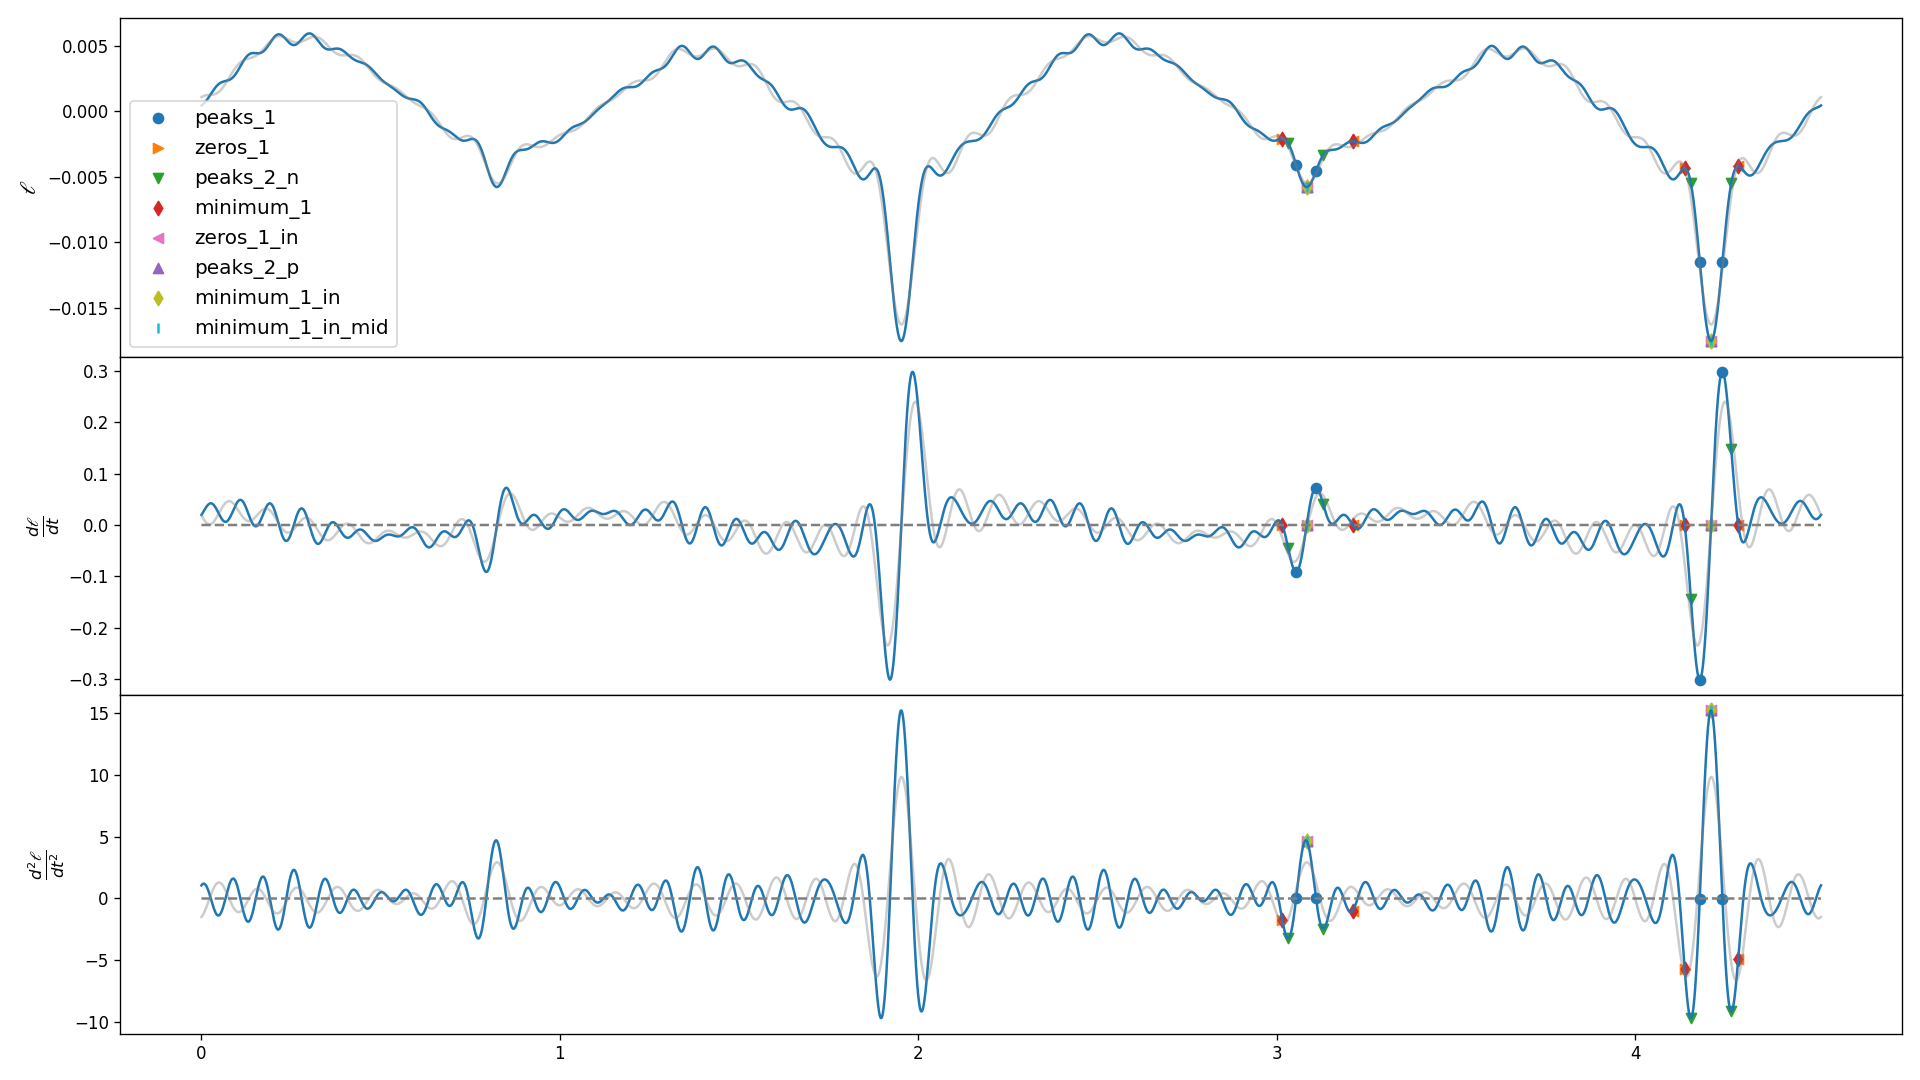 0.005
0.000
−0.005
−0.010
−0.015
ℓ
peaks_1
zeros_1
peaks_2_n
minimum_1
zeros_1_in
peaks_2_p
minimum_1_in
minimum_1_in_mid
0.3
0.2
0.1
0.0
−0.1
−0.2
−0.3
dℓ
dt
15
10
5
0
−5
−10
d²ℓ
dt²
0 1 2 3 4